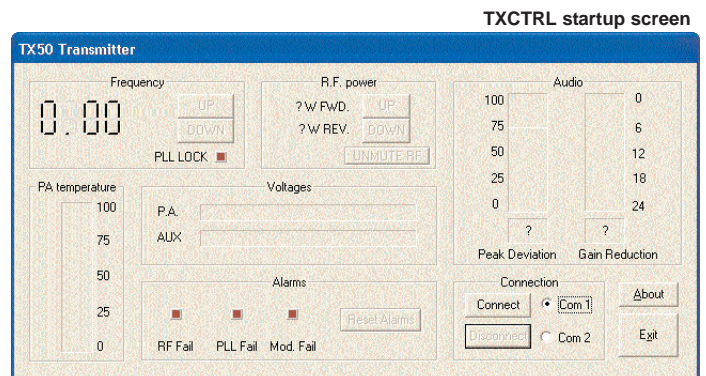 TXCTRL startup screen
TX50 Transmitter
Frequency
0.00
UP
DOWN
PLL LOCK
R.F. power
? W FWD.
UP
? W REV.
DOWN
UNMUTE RF
Audio
100
0
75
6
50
12
25
18
0
24
?
?
Peak Deviation
Gain Reduction
PA temperature
100
75
50
25
0
Voltages
P.A.
AUX
Alarms
RF Fail
PLL Fail
Mod. Fail
Reset Alarms
Connection
Connect
Com 1
Disconnect
Com 2
About
Exit